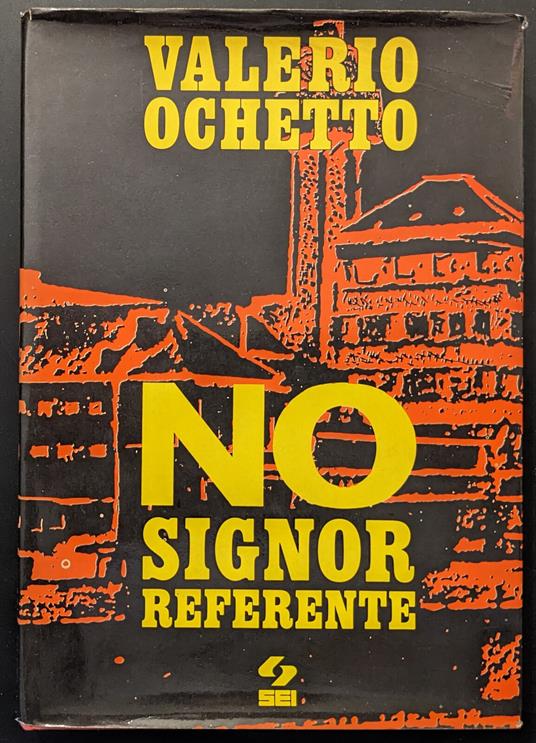 VALERIO
OCHETTO
NO
SIGNOR
REFERENTE
SEI